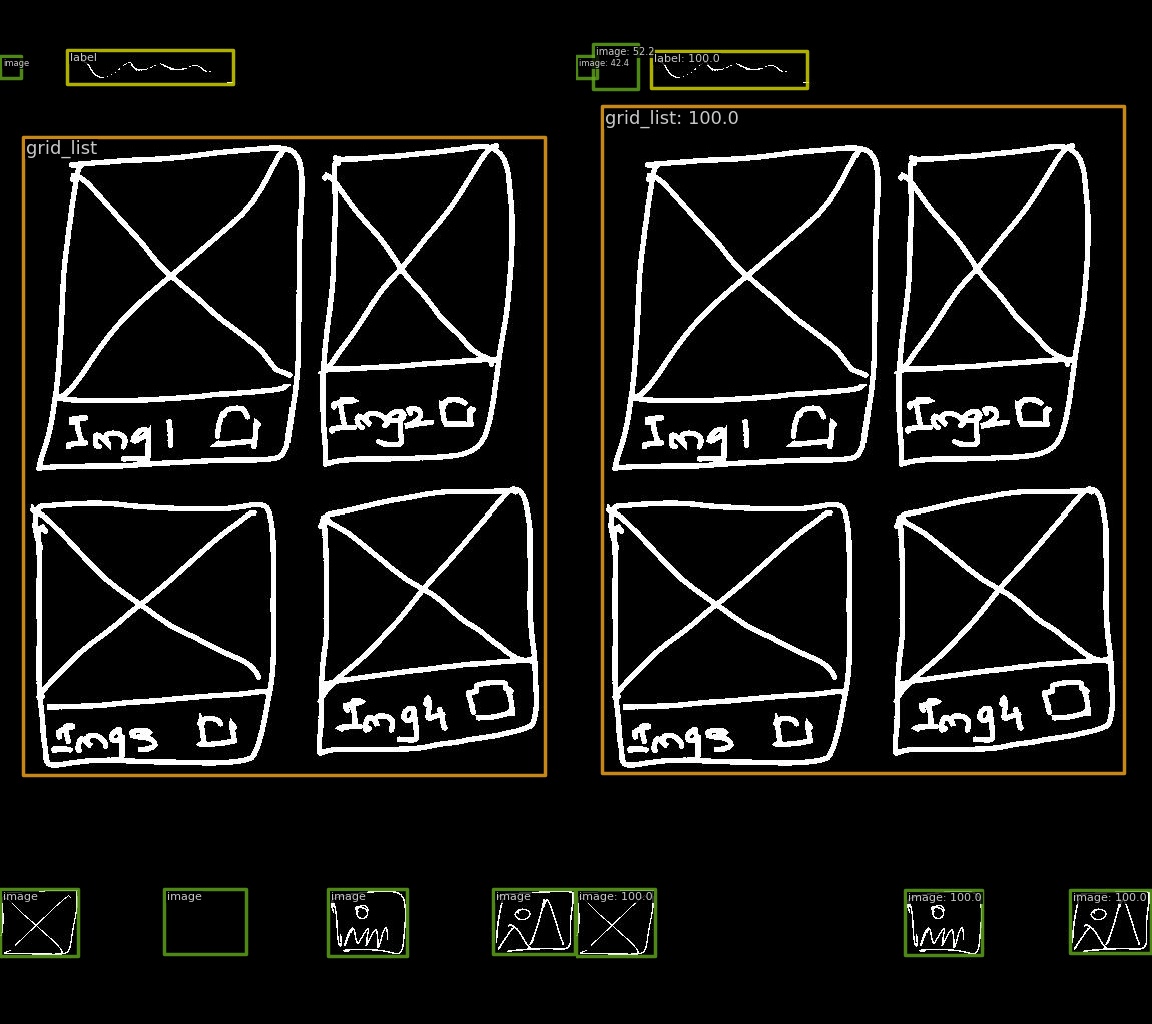 image label image: 52.2 label: 100.0
image: 42.4
grid_list grid_list: 100.0
Img1 Img2 Img1 Img2
Img3 Img4 Img3 Img4
image image image image image: 100.0 image: 100.0 image: 100.0